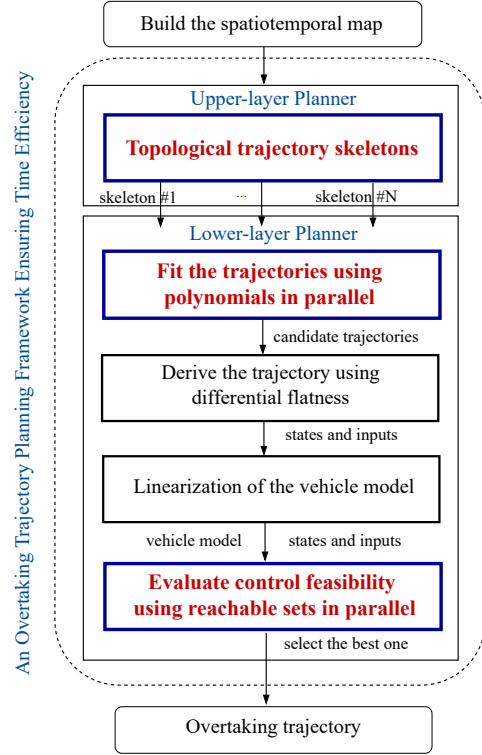 Build the spatiotemporal map
An Overtaking Trajectory Planning Framework Ensuring Time Efficiency
Upper-layer Planner
Topological trajectory skeletons
skeleton #1 ... skeleton #N
Lower-layer Planner
Fit the trajectories using
polynomials in parallel
candidate trajectories
Derive the trajectory using
differential flatness
states and inputs
Linearization of the vehicle model
vehicle model states and inputs
Evaluate control feasibility
using reachable sets in parallel
select the best one
Overtaking trajectory